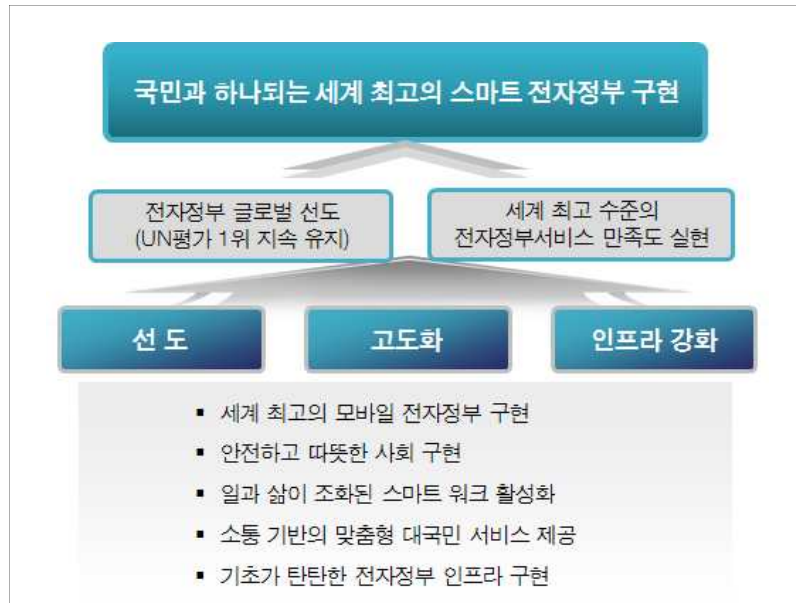 국민과 하나되는 세계 최고의 스마트 전자정부 구현
전자정부 글로벌 선도
(UN평가 1위 지속 유지)
세계 최고 수준의
전자정부서비스 만족도 실현
선 도
고도화
인프라 강화
▪ 세계 최고의 모바일 전자정부 구현
▪ 안전하고 따뜻한 사회 구현
▪ 일과 삶이 조화된 스마트 워크 활성화
▪ 소통 기반의 맞춤형 대국민 서비스 제공
▪ 기초가 탄탄한 전자정부 인프라 구현